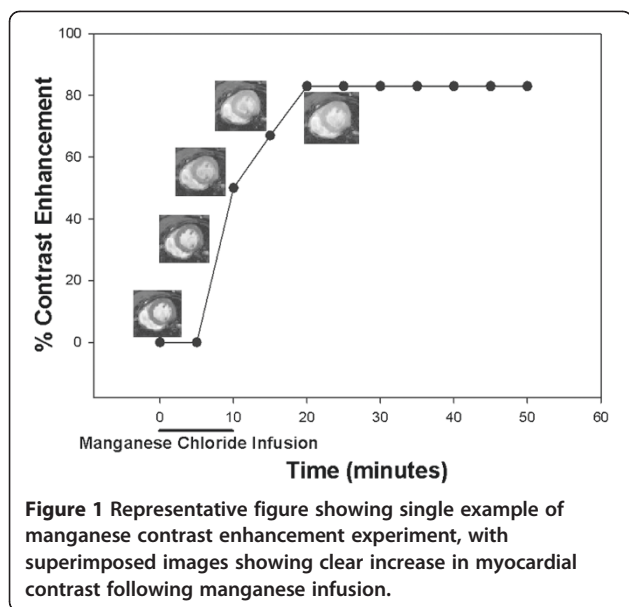 100
80
60
40
20
0
% Contrast Enhancement
0 10 20 30 40 50 60
Manganese Chloride Infusion
Time (minutes)
Figure 1 Representative figure showing single example of
manganese contrast enhancement experiment, with
superimposed images showing clear increase in myocardial
contrast following manganese infusion.